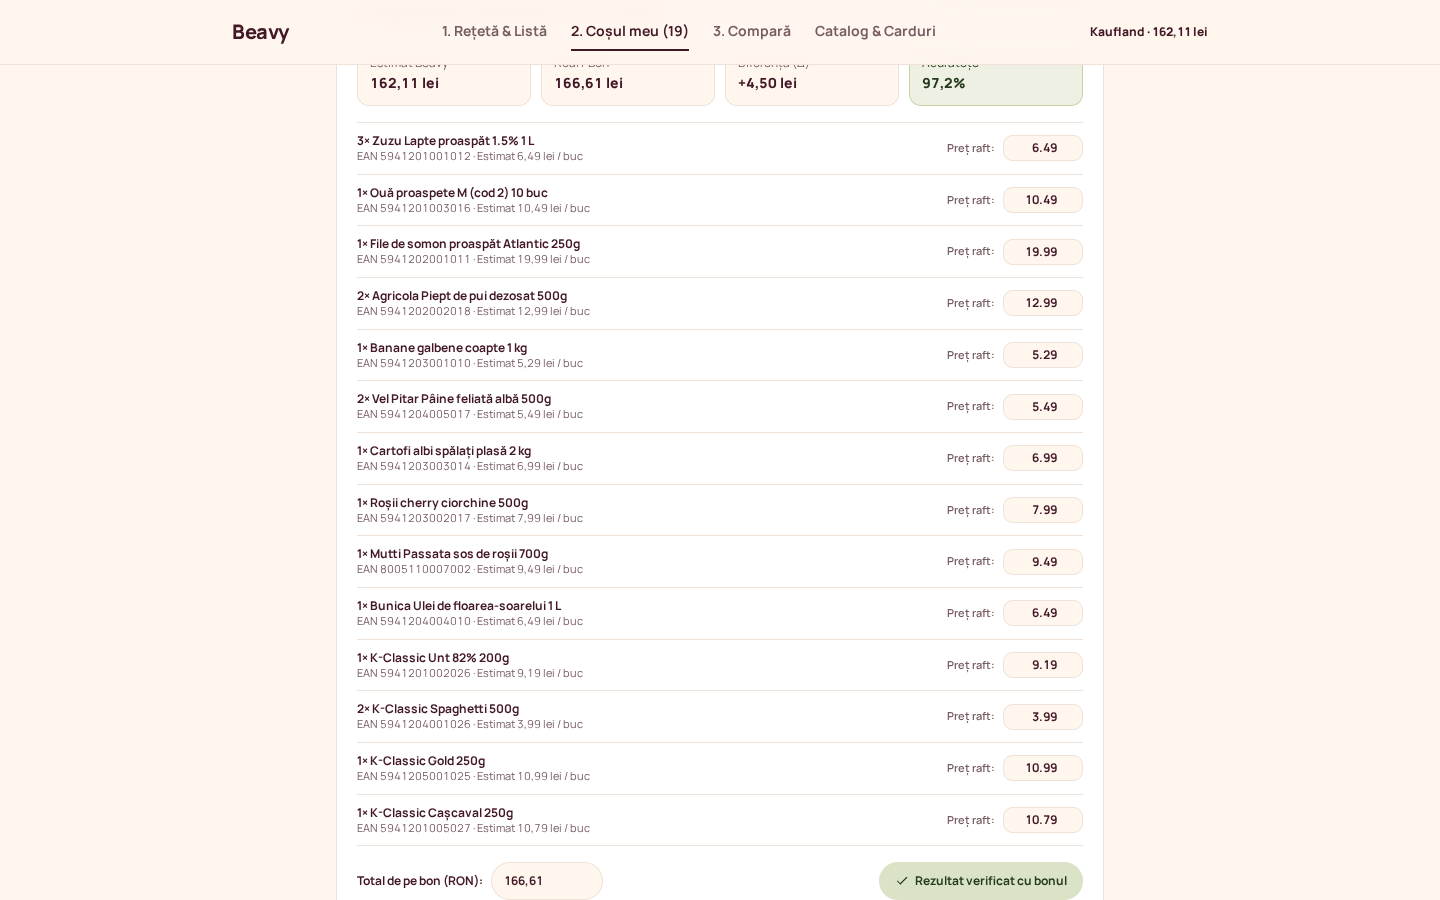 Beavy
1. Rețetă & Listă
2. Coșul meu (19)
3. Compară
Catalog & Carduri
Kaufland · 162,11 lei
162,11 lei
166,61 lei
+4,50 lei
97,2%
3× Zuzu Lapte proaspăt 1.5% 1 L
EAN 5941201001012 · Estimat 6,49 lei / buc
Preț raft: 6.49
1× Ouă proaspete M (cod 2) 10 buc
EAN 5941201003016 · Estimat 10,49 lei / buc
Preț raft: 10.49
1× File de somon proaspăt Atlantic 250g
EAN 5941202001011 · Estimat 19,99 lei / buc
Preț raft: 19.99
2× Agricola Piept de pui dezosat 500g
EAN 5941202002018 · Estimat 12,99 lei / buc
Preț raft: 12.99
1× Banane galbene coapte 1 kg
EAN 5941203001010 · Estimat 5,29 lei / buc
Preț raft: 5.29
2× Vel Pitar Pâine feliată albă 500g
EAN 5941204005017 · Estimat 5,49 lei / buc
Preț raft: 5.49
1× Cartofi albi spălați plasă 2 kg
EAN 5941203003014 · Estimat 6,99 lei / buc
Preț raft: 6.99
1× Roșii cherry ciorchine 500g
EAN 5941203002017 · Estimat 7,99 lei / buc
Preț raft: 7.99
1× Mutti Passata sos de roșii 700g
EAN 8005110007002 · Estimat 9,49 lei / buc
Preț raft: 9.49
1× Bunica Ulei de floarea-soarelui 1 L
EAN 5941204004010 · Estimat 6,49 lei / buc
Preț raft: 6.49
1× K-Classic Unt 82% 200g
EAN 5941201002026 · Estimat 9,19 lei / buc
Preț raft: 9.19
2× K-Classic Spaghetti 500g
EAN 5941204001026 · Estimat 3,99 lei / buc
Preț raft: 3.99
1× K-Classic Gold 250g
EAN 5941205001025 · Estimat 10,99 lei / buc
Preț raft: 10.99
1× K-Classic Cașcaval 250g
EAN 5941201005027 · Estimat 10,79 lei / buc
Preț raft: 10.79
Total de pe bon (RON): 166,61
Rezultat verificat cu bonul